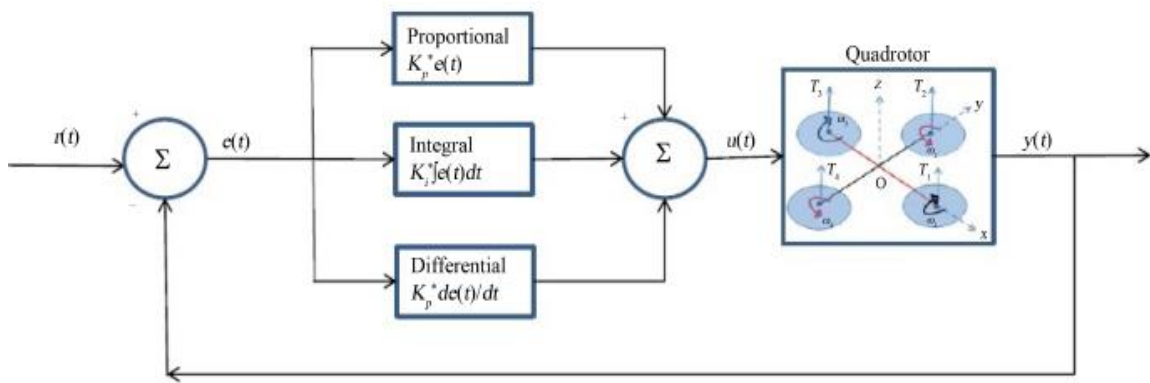 r(t)
+
−
Σ
e(t)
Proportional
K_p^* e(t)
Integral
K_i^*∫e(t)dt
Differential
K_p^* de(t)/dt
+
Σ
u(t)
Quadrotor
T_3
z
T_2
y
O
T_4
T_1
x
y(t)